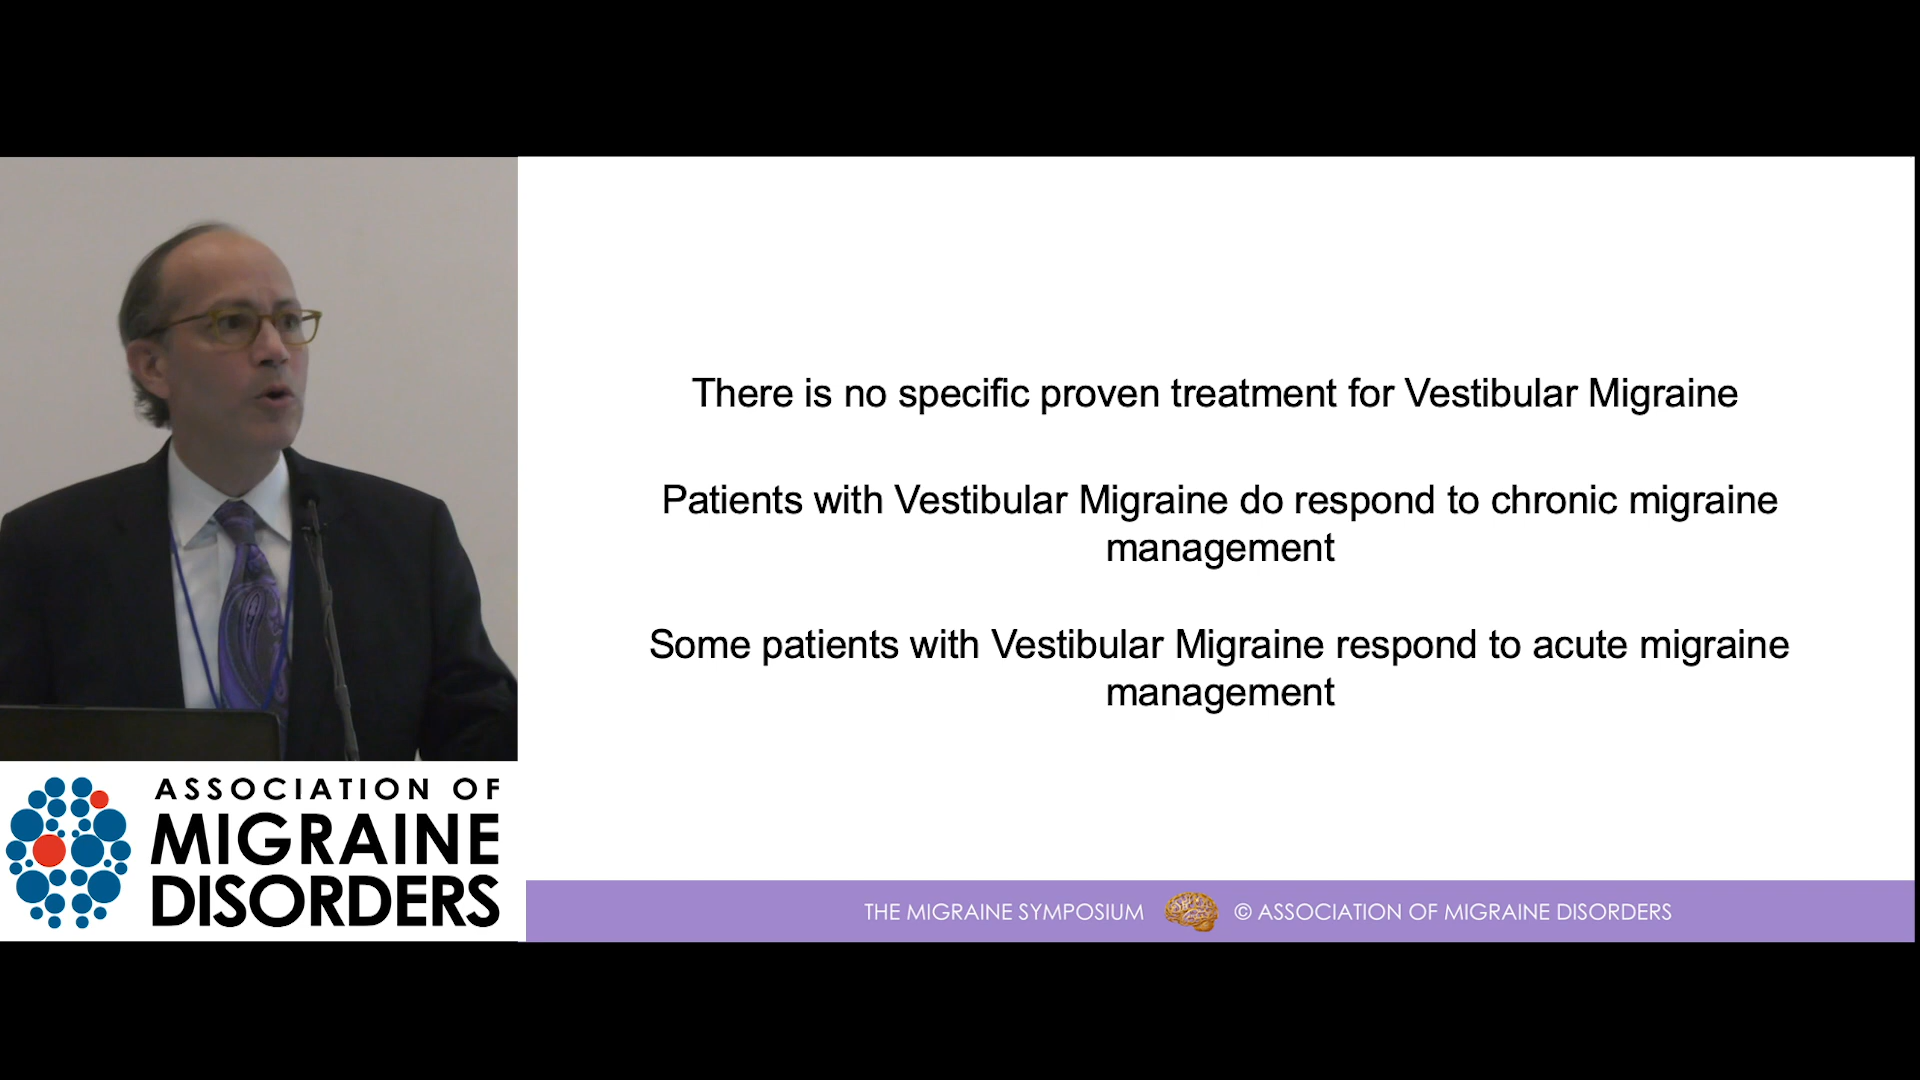 There is no specific proven treatment for Vestibular Migraine
Patients with Vestibular Migraine do respond to chronic migraine
management
Some patients with Vestibular Migraine respond to acute migraine
management
ASSOCIATION OF
MIGRAINE
DISORDERS
THE MIGRAINE SYMPOSIUM © ASSOCIATION OF MIGRAINE DISORDERS